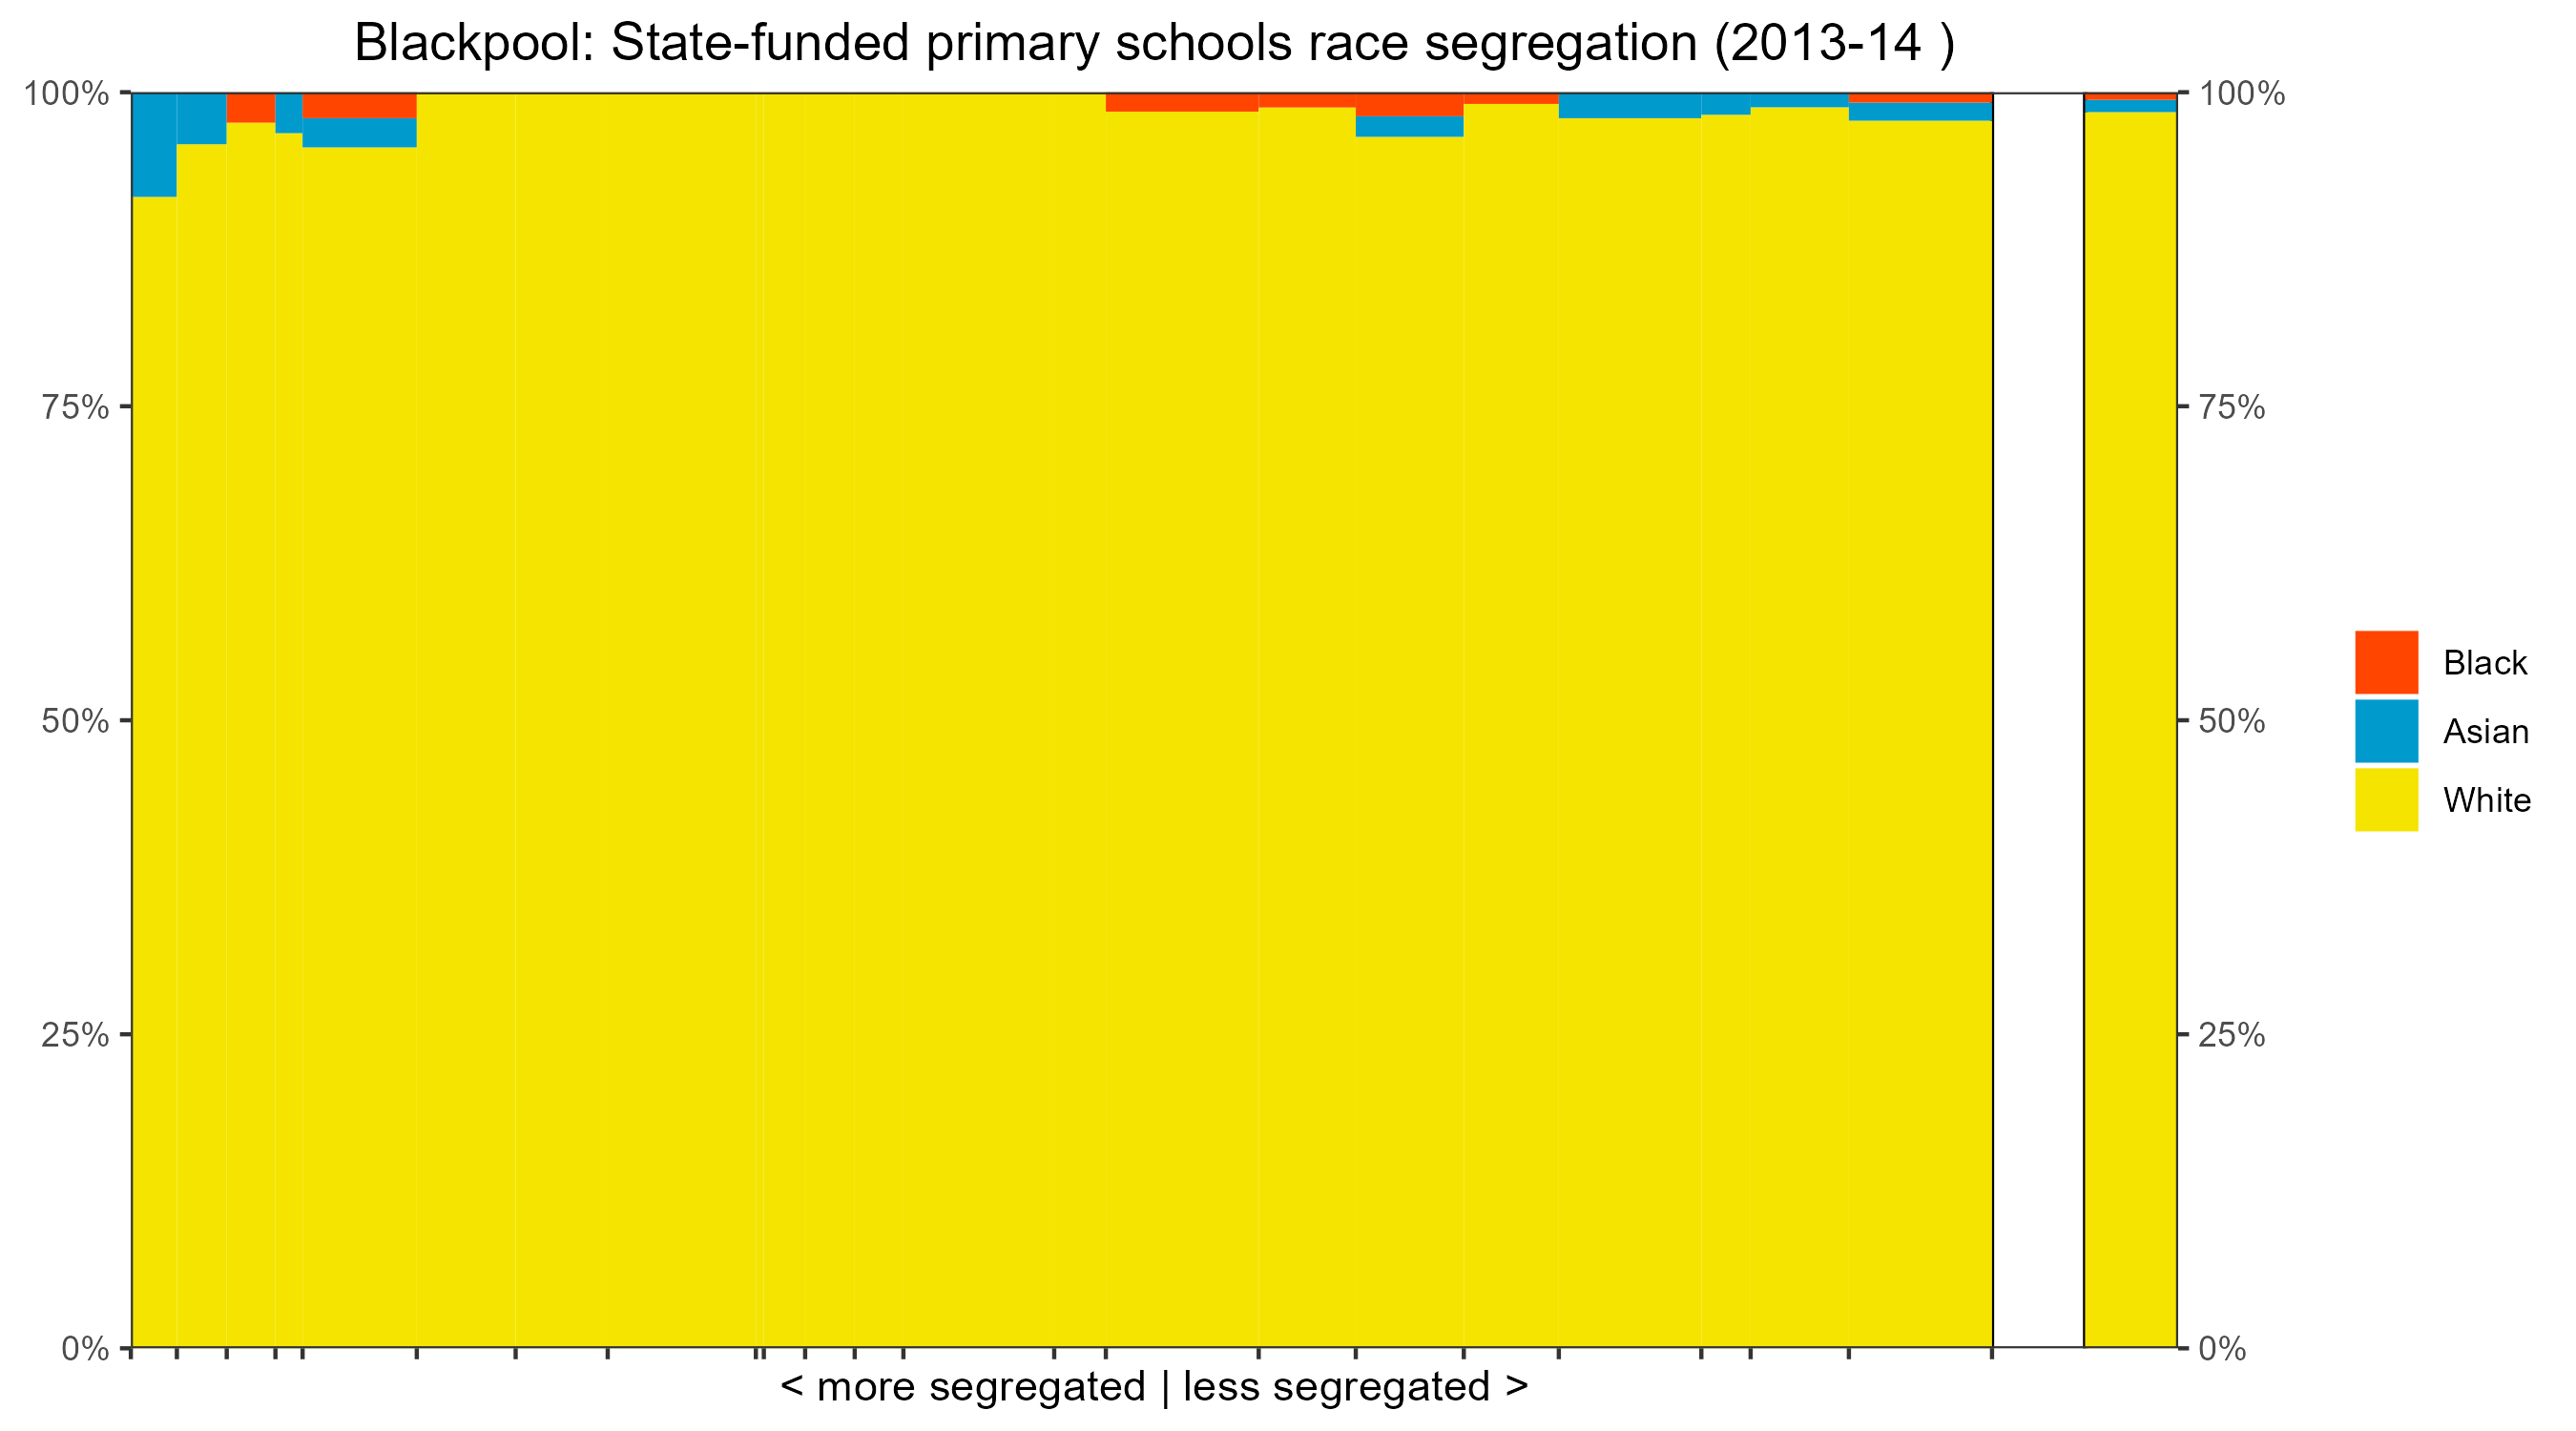 Blackpool: State-funded primary schools race segregation (2013-14 )
100%
75%
50%
25%
0%
100%
75%
50%
25%
0%
Black
Asian
White
< more segregated | less segregated >